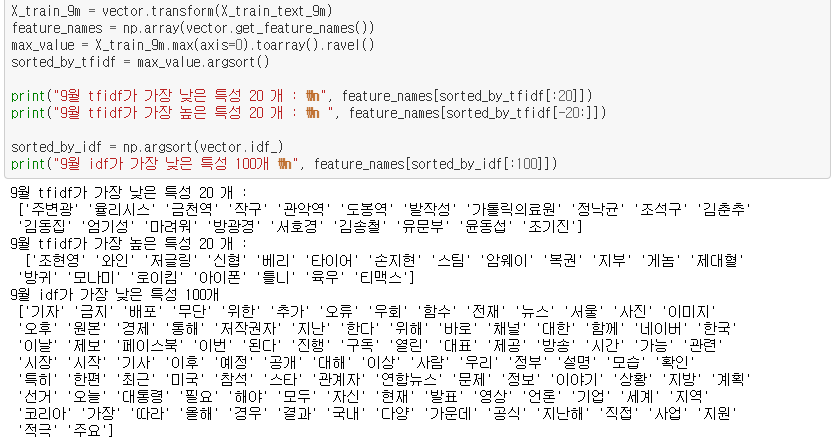 X_train_9m = vector.transform(X_train_text_9m)
feature_names = np.array(vector.get_feature_names())
max_value = X_train_9m.max(axis=0).toarray().ravel()
sorted_by_tfidf = max_value.argsort()
print("9월 tfidf가 가장 낮은 특성 20 개 : ₩n", feature_names[sorted_by_tfidf[:20]])
print("9월 tfidf가 가장 높은 특성 20 개 : ₩n ", feature_names[sorted_by_tfidf[-20:]])
sorted_by_idf = np.argsort(vector.idf_)
print("9월 idf가 가장 낮은 특성 100개 ₩n", feature_names[sorted_by_idf[:100]])
9월 tfidf가 가장 낮은 특성 20 개 :
['주변광' '율리시스' '금천역' '작구' '관악역' '도봉역' '발작성' '가톨릭의료원' '정낙균' '조석구' '김춘추'
'김동집' '엄기성' '마려워' '방광경' '서호경' '김송철' '유문부' '윤동섭' '조기진']
9월 tfidf가 가장 높은 특성 20 개 :
['조현영' '와인' '저글링' '신협' '베리' '타이어' '손지현' '스팀' '암웨이' '복권' '지부' '게놈' '제대혈'
'방귀' '모나미' '로이킴' '아이폰' '틀니' '육우' '티맥스']
9월 idf가 가장 낮은 특성 100개
['기자' '금지' '배포' '무단' '위한' '추가' '오류' '우회' '함수' '전재' '뉴스' '서울' '사진' '이미지'
'오후' '원본' '경제' '통해' '저작권자' '지난' '한다' '위해' '바로' '채널' '대한' '함께' '네이버' '한국'
'이날' '제보' '페이스북' '이번' '된다' '진행' '구독' '열린' '대표' '제공' '방송' '시간' '가능' '관련'
'시장' '시작' '기사' '이후' '예정' '공개' '대해' '이상' '사람' '우리' '정부' '설명' '모습' '확인'
'특히' '한편' '최근' '미국' '참석' '스타' '관계자' '연합뉴스' '문제' '정보' '이야기' '상황' '지방' '계획'
'선거' '오늘' '대통령' '필요' '해야' '모두' '자신' '현재' '발표' '영상' '언론' '기업' '세계' '지역'
'코리아' '가장' '따라' '올해' '경우' '결과' '국내' '다양' '가운데' '공식' '지난해' '직접' '사업' '지원'
'적극' '주요']